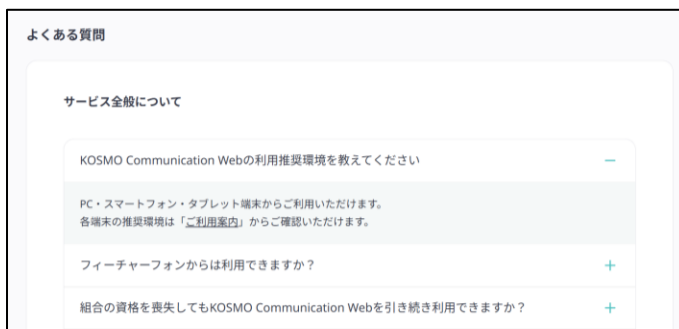 よくある質問
サービス全般について
KOSMO Communication Webの利用推奨環境を教えてください
PC・スマートフォン・タブレット端末からご利用いただけます。
各端末の推奨環境は「ご利用案内」からご確認いただけます。
フィーチャーフォンからは利用できますか？
組合の資格を喪失してもKOSMO Communication Webを引き続き利用できますか？